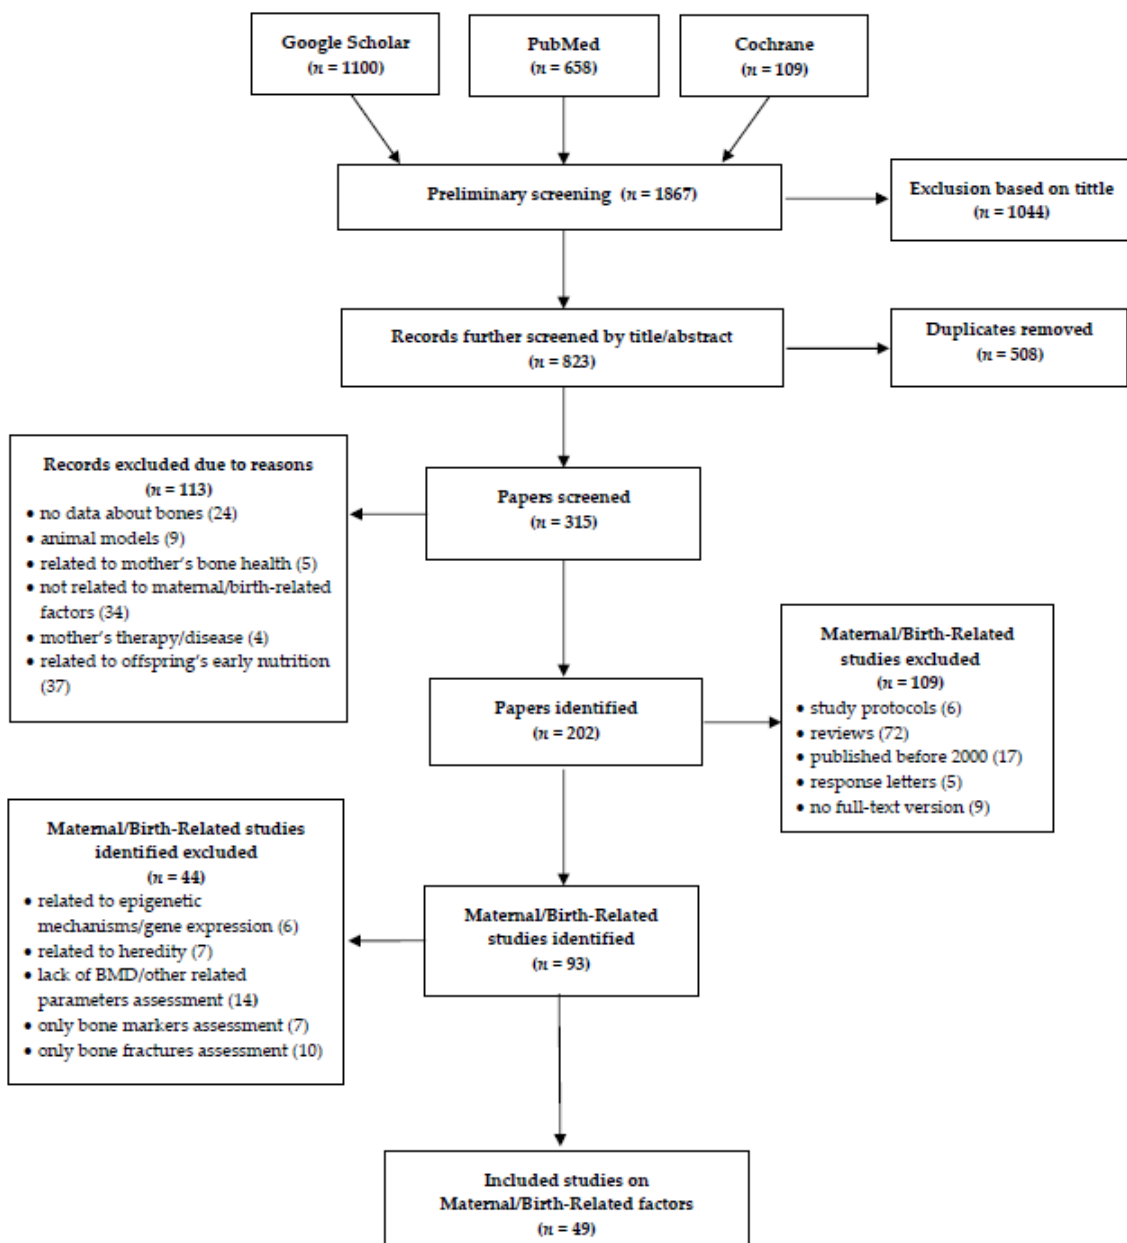 Google Scholar
(n = 1100)
PubMed
(n = 658)
Cochrane
(n = 109)
Preliminary screening (n = 1867)
Exclusion based on tittle
(n = 1044)
Records further screened by title/abstract
(n = 823)
Duplicates removed
(n = 508)
Records excluded due to reasons
(n = 113)
• no data about bones (24)
• animal models (9)
• related to mother's bone health (5)
• not related to maternal/birth-related
factors (34)
• mother's therapy/disease (4)
• related to offspring's early nutrition
(37)
Papers screened
(n = 315)
Papers identified
(n = 202)
Maternal/Birth-Related
studies excluded
(n = 109)
• study protocols (6)
• reviews (72)
• published before 2000 (17)
• response letters (5)
• no full-text version (9)
Maternal/Birth-Related studies
identified excluded
(n = 44)
• related to epigenetic
mechanisms/gene expression (6)
• related to heredity (7)
• lack of BMD/other related
parameters assessment (14)
• only bone markers assessment (7)
• only bone fractures assessment (10)
Maternal/Birth-Related
studies identified
(n = 93)
Included studies on
Maternal/Birth-Related factors
(n = 49)